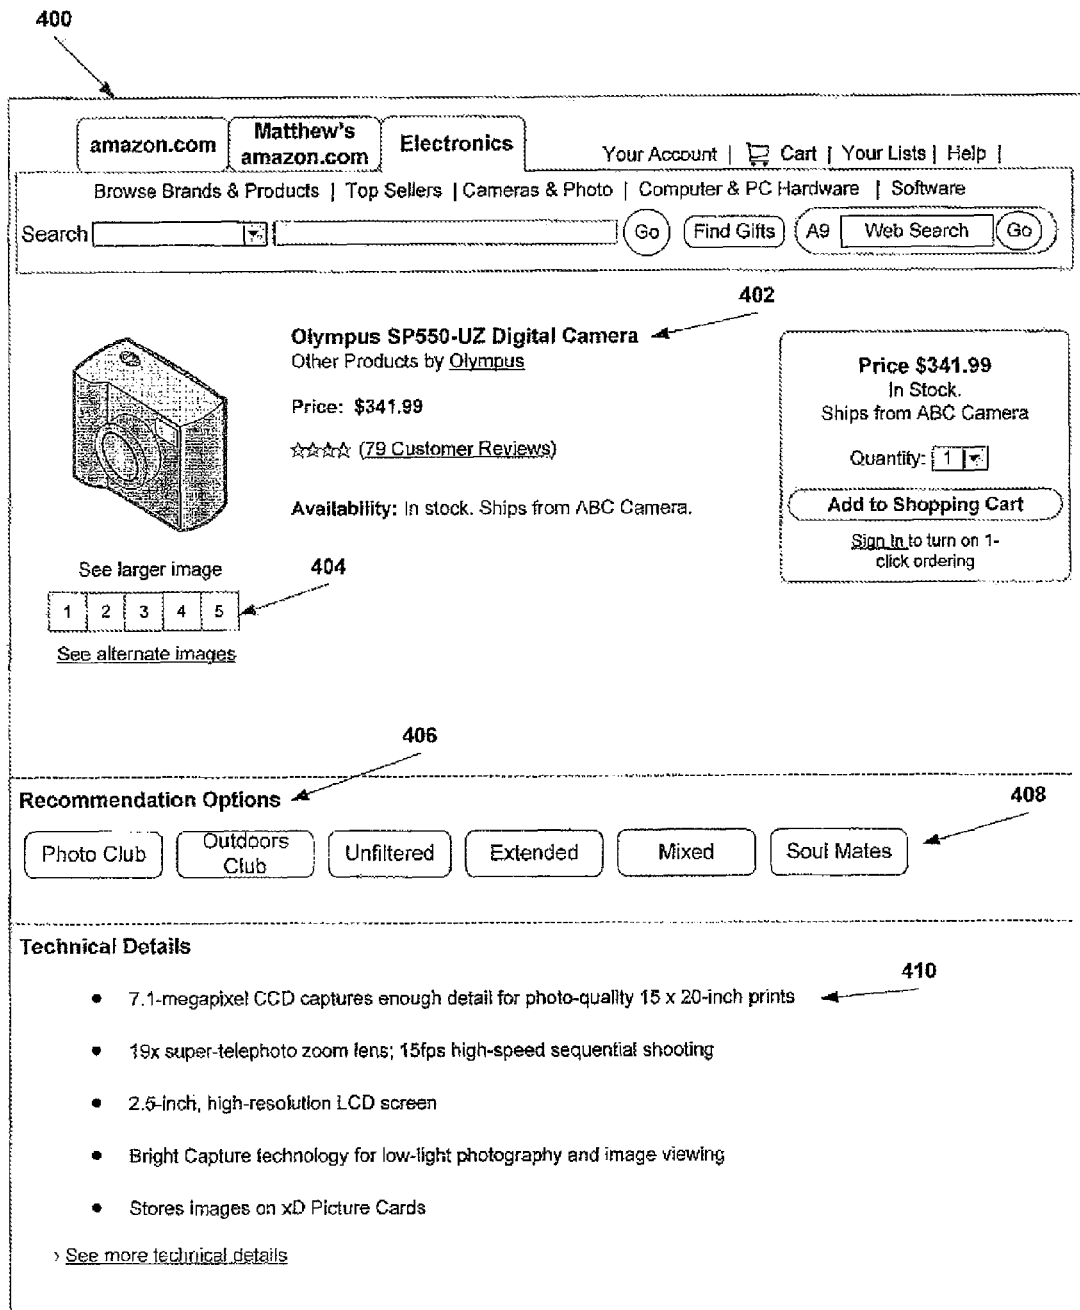 400
amazon.com
Matthew's
amazon.com
Electronics
Your Account | Cart | Your Lists | Help |
Browse Brands & Products | Top Sellers | Cameras & Photo | Computer & PC Hardware | Software
Search Go Find Gifts A9 Web Search Go
402
Olympus SP550-UZ Digital Camera
Other Products by Olympus
Price: $341.99
(79 Customer Reviews)
Availability: In stock. Ships from ABC Camera.
Price $341.99
In Stock.
Ships from ABC Camera
Quantity: 1
Add to Shopping Cart
Sign In to turn on 1-
click ordering
See larger image
404
1 2 3 4 5
See alternate images
406
Recommendation Options
408
Photo Club
Outdoors
Club
Unfiltered
Extended
Mixed
Soul Mates
Technical Details
410
• 7.1-megapixel CCD captures enough detail for photo-quality 15 x 20-inch prints
• 19x super-telephoto zoom lens; 15fps high-speed sequential shooting
• 2.5-inch, high-resolution LCD screen
• Bright Capture technology for low-light photography and image viewing
• Stores images on xD Picture Cards
› See more technical details